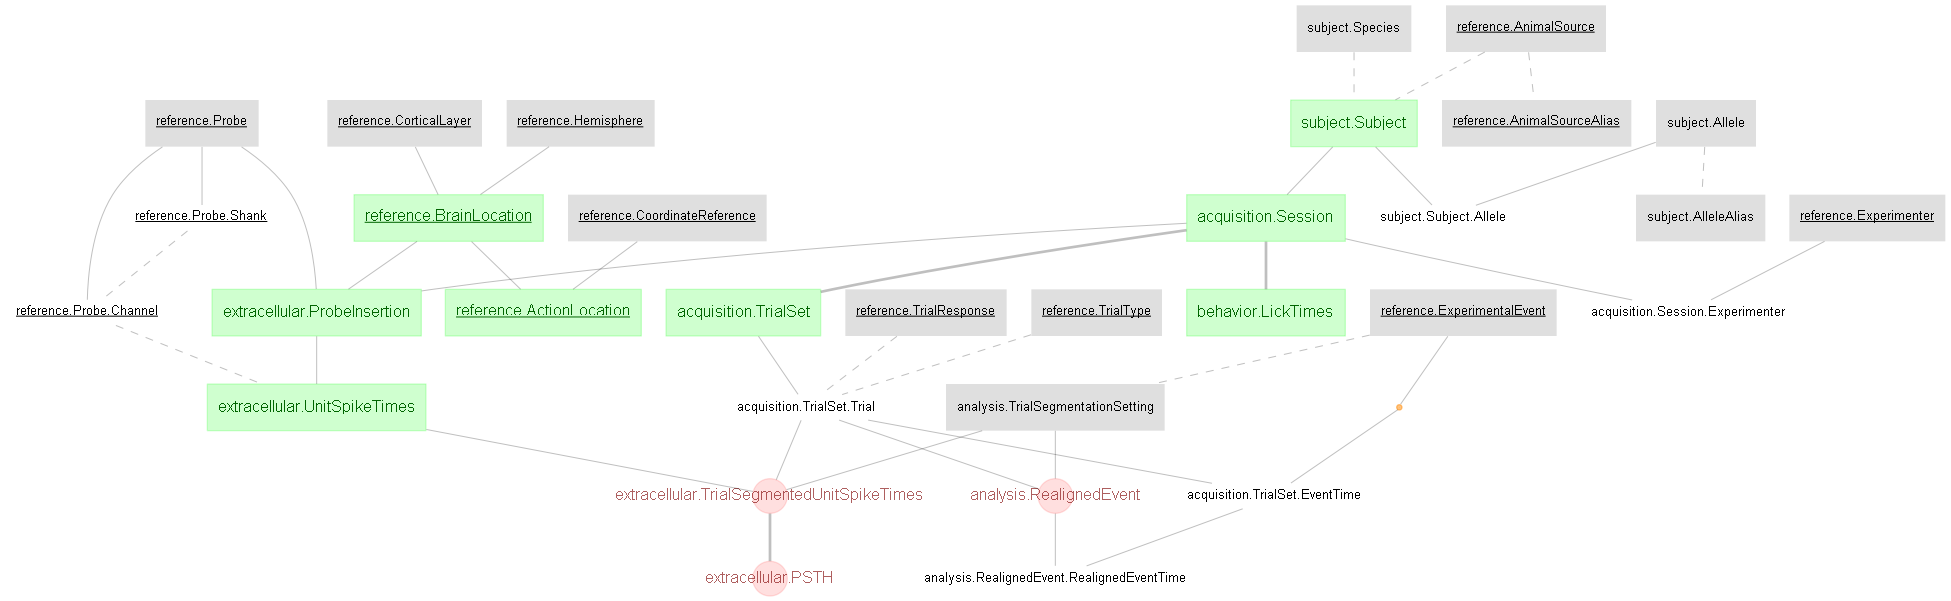 subject.Species
reference.AnimalSource
reference.Probe
reference.CorticalLayer
reference.Hemisphere
subject.Subject
reference.AnimalSourceAlias
subject.Allele
reference.Probe.Shank
reference.BrainLocation
reference.CoordinateReference
acquisition.Session
subject.Subject.Allele
subject.AlleleAlias
reference.Experimenter
reference.Probe.Channel
extracellular.ProbeInsertion
reference.ActionLocation
acquisition.TrialSet
reference.TrialResponse
reference.TrialType
behavior.LickTimes
reference.ExperimentalEvent
acquisition.Session.Experimenter
extracellular.UnitSpikeTimes
acquisition.TrialSet.Trial
analysis.TrialSegmentationSetting
extracellular.TrialSegmentedUnitSpikeTimes
analysis.RealignedEvent
acquisition.TrialSet.EventTime
extracellular.PSTH
analysis.RealignedEvent.RealignedEventTime